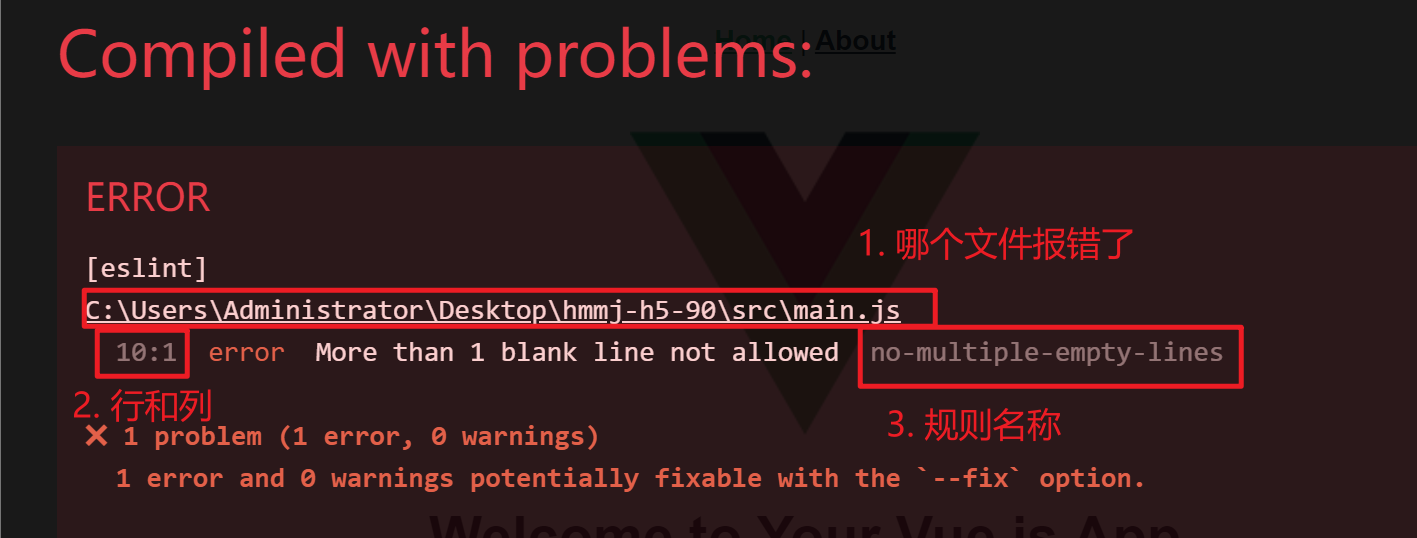 Home | About
Compiled with problems:
ERROR
1. 哪个文件报错了
[eslint]
C:\Users\Administrator\Desktop\hmmj-h5-90\src\main.js
10:1 error More than 1 blank line not allowed no-multiple-empty-lines
2. 行和列
3. 规则名称
❌ 1 problem (1 error, 0 warnings)
1 error and 0 warnings potentially fixable with the `--fix` option.
Welcome to Your Vue.js App